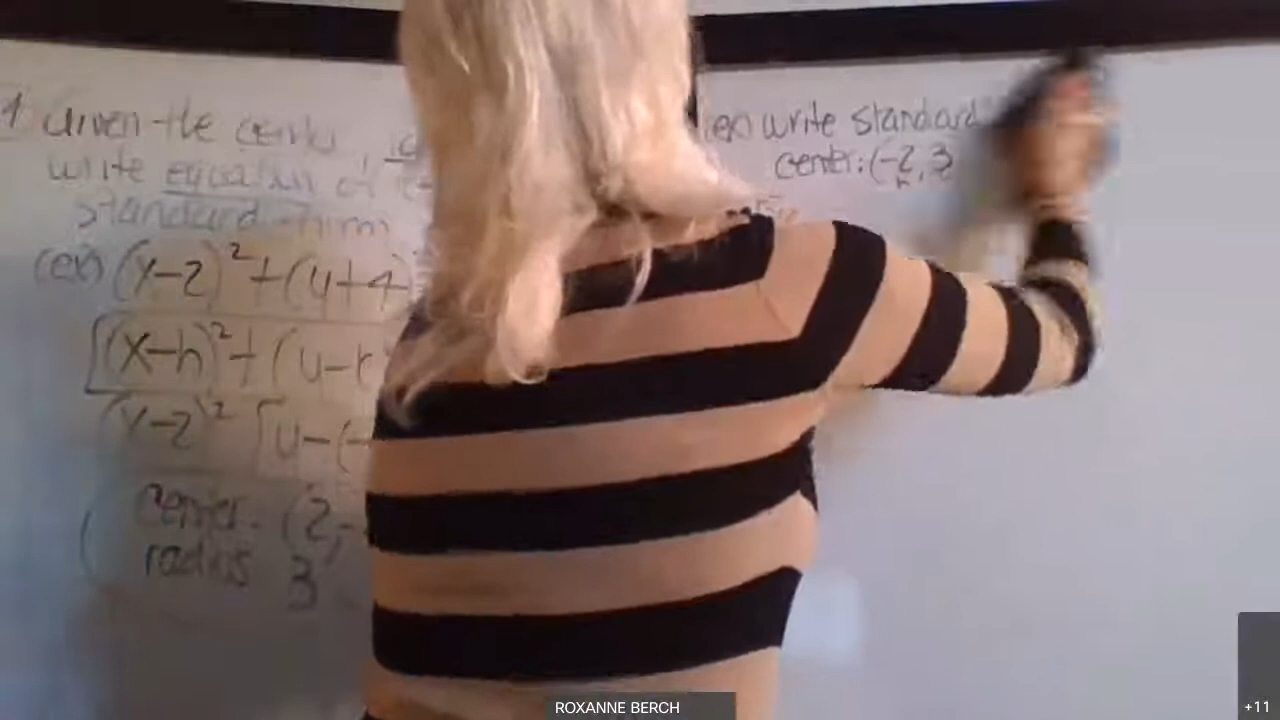 Given the center
write equation of
standard form
(ex) (x-2)²+(y+4)
(x-h)²+(y-k
(x-2)² [y-(-
center: (2,-
radius 3
(ex) write standard
center: (-2,3
ROXANNE BERCH
+11